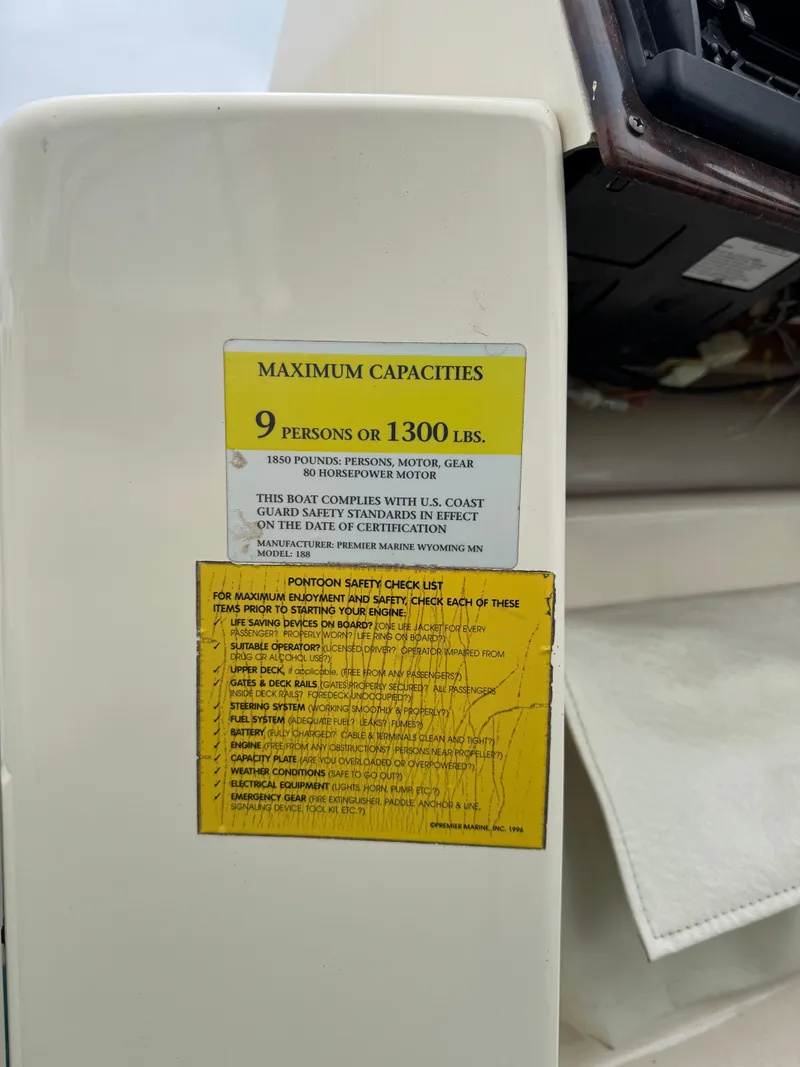 MAXIMUM CAPACITIES
9 PERSONS OR 1300 LBS.
1850 POUNDS: PERSONS, MOTOR, GEAR
80 HORSEPOWER MOTOR
THIS BOAT COMPLIES WITH U.S. COAST
GUARD SAFETY STANDARDS IN EFFECT
ON THE DATE OF CERTIFICATION
MANUFACTURER: PREMIER MARINE WYOMING MN
MODEL: 188
PONTOON SAFETY CHECK LIST
FOR MAXIMUM ENJOYMENT AND SAFETY, CHECK EACH OF THESE
ITEMS PRIOR TO STARTING YOUR ENGINE:
✓ LIFE SAVING DEVICES ON BOARD? (ONE LIFE JACKET FOR EVERY
PASSENGER? PROPERLY WORN? LIFE RING ON BOARD?)
✓ SUITABLE OPERATOR? (LICENSED DRIVER? OPERATOR IMPAIRED FROM
DRUG OR ALCOHOL USE?)
✓ UPPER DECK, if applicable, (FREE FROM ANY PASSENGERS?)
✓ GATES & DECK RAILS (GATES PROPERLY SECURED? ALL PASSENGERS
INSIDE DECK RAILS? FOREDECK UNOCCUPIED?)
✓ STEERING SYSTEM (WORKING SMOOTHLY & PROPERLY?)
✓ FUEL SYSTEM (ADEQUATE FUEL? LEAKS? FUMES?)
✓ BATTERY (FULLY CHARGED? CABLE & TERMINALS CLEAN AND TIGHT?)
✓ ENGINE (FREE FROM ANY OBSTRUCTIONS? PERSONS NEAR PROPELLER?)
✓ CAPACITY PLATE (ARE YOU OVERLOADED OR OVERPOWERED?)
✓ WEATHER CONDITIONS (SAFE TO GO OUT?)
✓ ELECTRICAL EQUIPMENT (LIGHTS, HORN, PUMP, ETC.?)
✓ EMERGENCY GEAR (FIRE EXTINGUISHER, PADDLE, ANCHOR & LINE,
SIGNALING DEVICE, TOOL KIT, ETC.?)
©PREMIER MARINE, INC. 1996